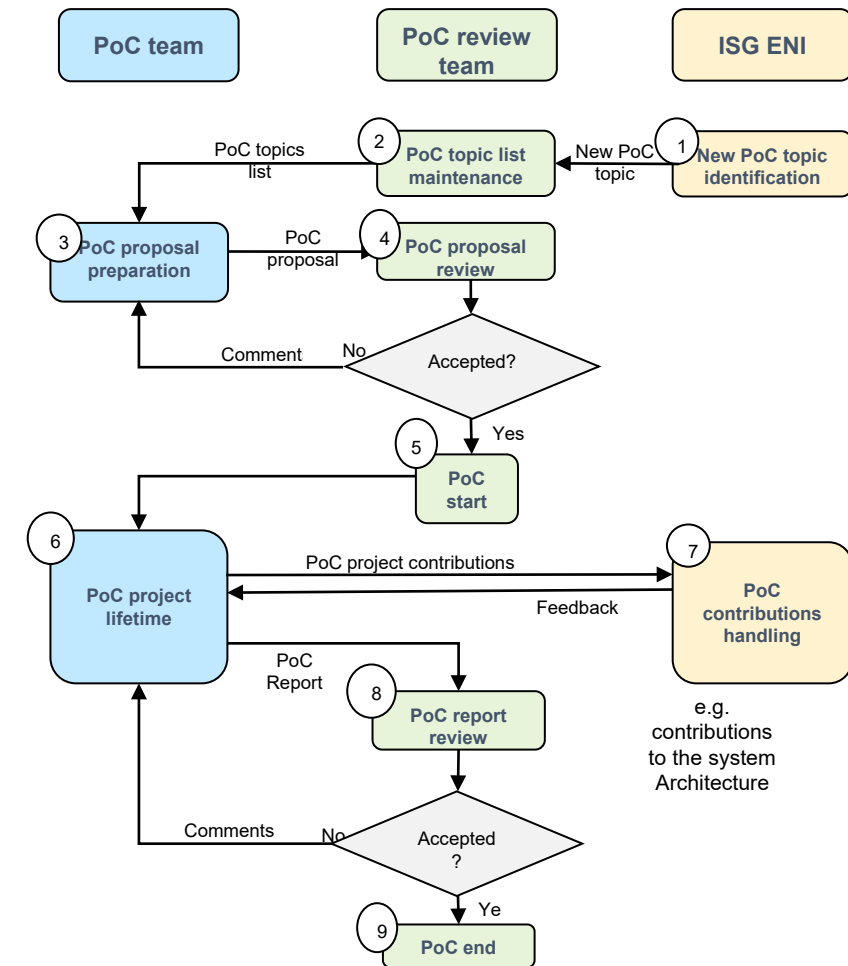 PoC team
PoC review
team
ISG ENI
1
New PoC topic
identification
New PoC
topic
2
PoC topic list
maintenance
PoC topics
list
3
PoC proposal
preparation
PoC
proposal
4
PoC proposal
review
Accepted?
No
Comment
Yes
5
PoC
start
6
PoC project
lifetime
PoC project contributions
Feedback
7
PoC
contributions
handling
e.g.
contributions
to the system
Architecture
PoC
Report
8
PoC report
review
Accepted
?
No
Comments
Ye
9
PoC end